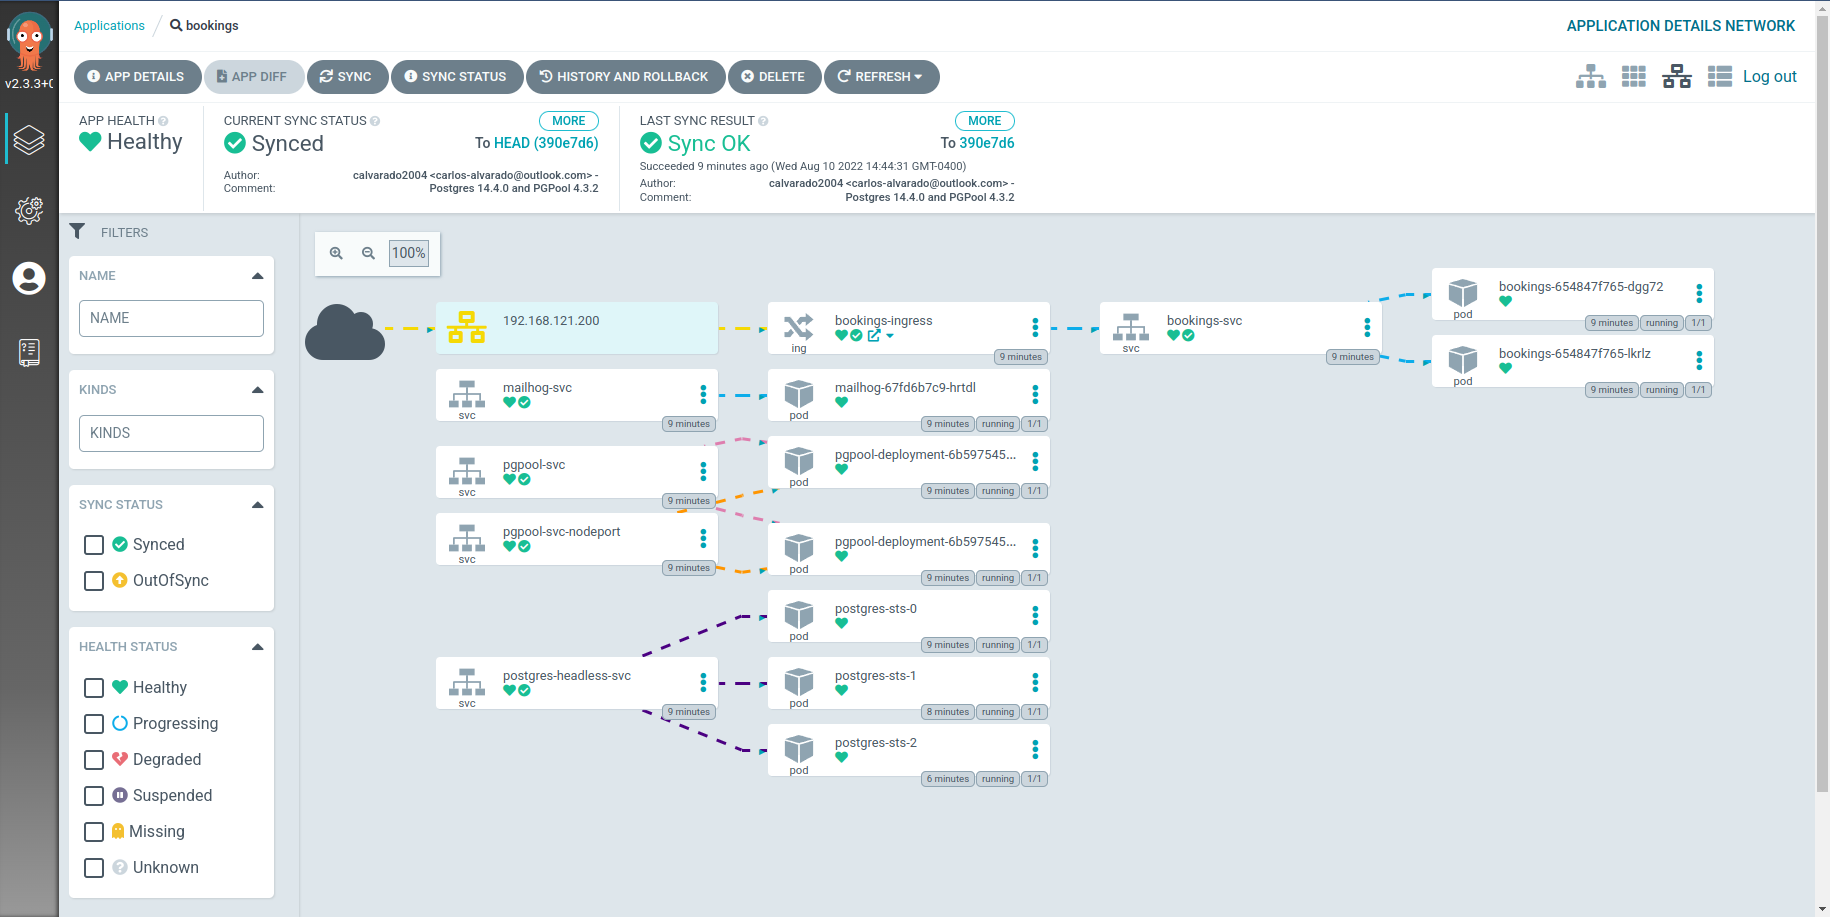 v2.3.3+0
Applications / bookings
APPLICATION DETAILS NETWORK
APP DETAILS
APP DIFF
SYNC
SYNC STATUS
HISTORY AND ROLLBACK
DELETE
REFRESH
Log out
APP HEALTH
Healthy
CURRENT SYNC STATUS
MORE
Synced
To HEAD (390e7d6)
Author: calvarado2004 <carlos-alvarado@outlook.com> -
Comment: Postgres 14.4.0 and PGPool 4.3.2
LAST SYNC RESULT
MORE
Sync OK
To 390e7d6
Succeeded 9 minutes ago (Wed Aug 10 2022 14:44:31 GMT-0400)
Author: calvarado2004 <carlos-alvarado@outlook.com> -
Comment: Postgres 14.4.0 and PGPool 4.3.2
FILTERS
NAME
NAME
KINDS
KINDS
SYNC STATUS
Synced
OutOfSync
HEALTH STATUS
Healthy
Progressing
Degraded
Suspended
Missing
Unknown
100%
192.168.121.200
bookings-ingress
ing
9 minutes
bookings-svc
svc
9 minutes
bookings-654847f765-dgg72
pod
9 minutes running 1/1
bookings-654847f765-lkrlz
pod
9 minutes running 1/1
mailhog-svc
svc
9 minutes
mailhog-67fd6b7c9-hrtdl
pod
9 minutes running 1/1
pgpool-svc
svc
9 minutes
pgpool-deployment-6b597545...
pod
9 minutes running 1/1
pgpool-svc-nodeport
svc
9 minutes
pgpool-deployment-6b597545...
pod
9 minutes running 1/1
postgres-sts-0
pod
9 minutes running 1/1
postgres-headless-svc
svc
9 minutes
postgres-sts-1
pod
8 minutes running 1/1
postgres-sts-2
pod
6 minutes running 1/1